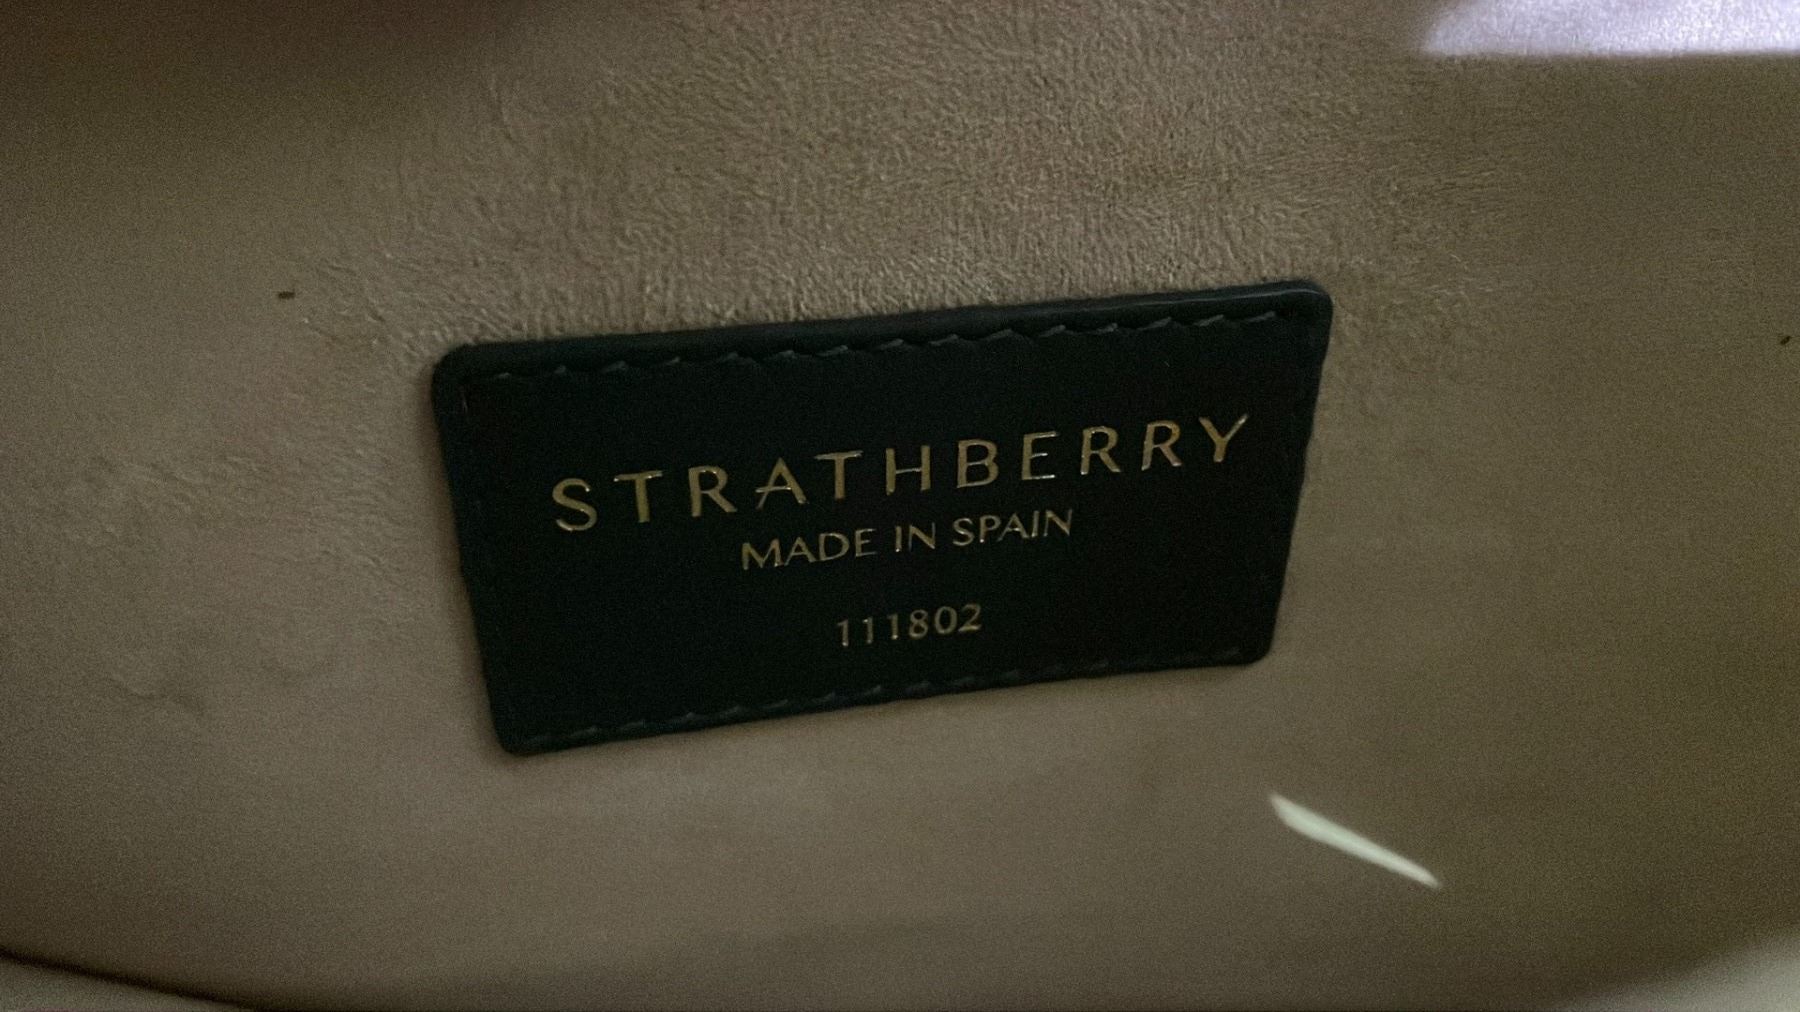 STRATHBERRY
MADE IN SPAIN
111802